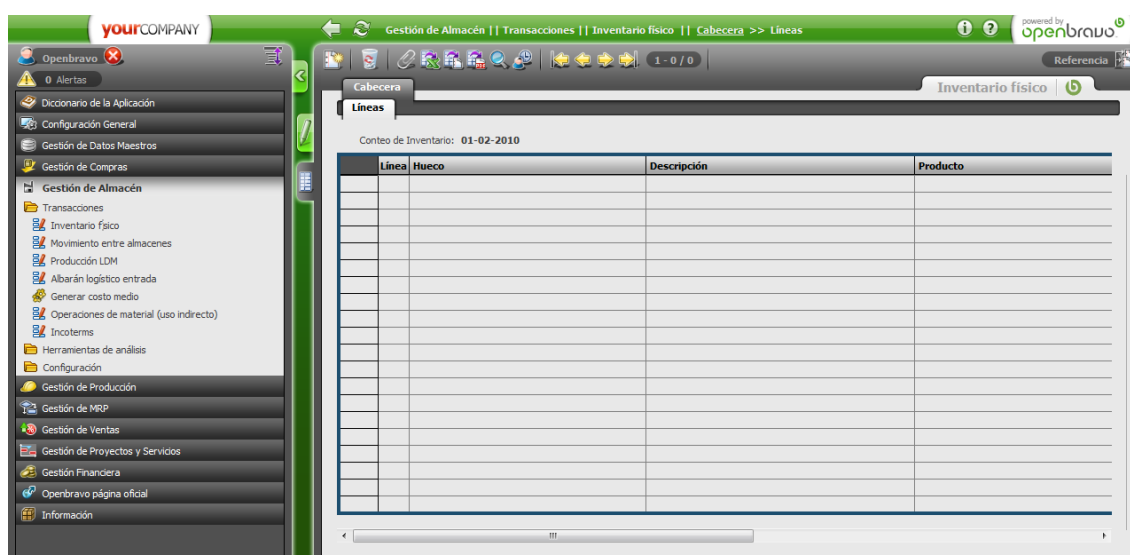 yourCOMPANY
Gestión de Almacén || Transacciones || Inventario físico || Cabecera >> Líneas
powered by
openbravo
Openbravo
0 Alertas
Diccionario de la Aplicación
Configuración General
Gestión de Datos Maestros
Gestión de Compras
Gestión de Almacén
Transacciones
Inventario físico
Movimiento entre almacenes
Producción LDM
Albarán logístico entrada
Generar costo medio
Operaciones de material (uso indirecto)
Incoterms
Herramientas de análisis
Configuración
Gestión de Producción
Gestión de MRP
Gestión de Ventas
Gestión de Proyectos y Servicios
Gestión Financiera
Openbravo página oficial
Información
1 - 0 / 0
Referencia
Cabecera
Inventario físico
Líneas
Conteo de Inventario: 01-02-2010
Línea Hueco Descripción Producto